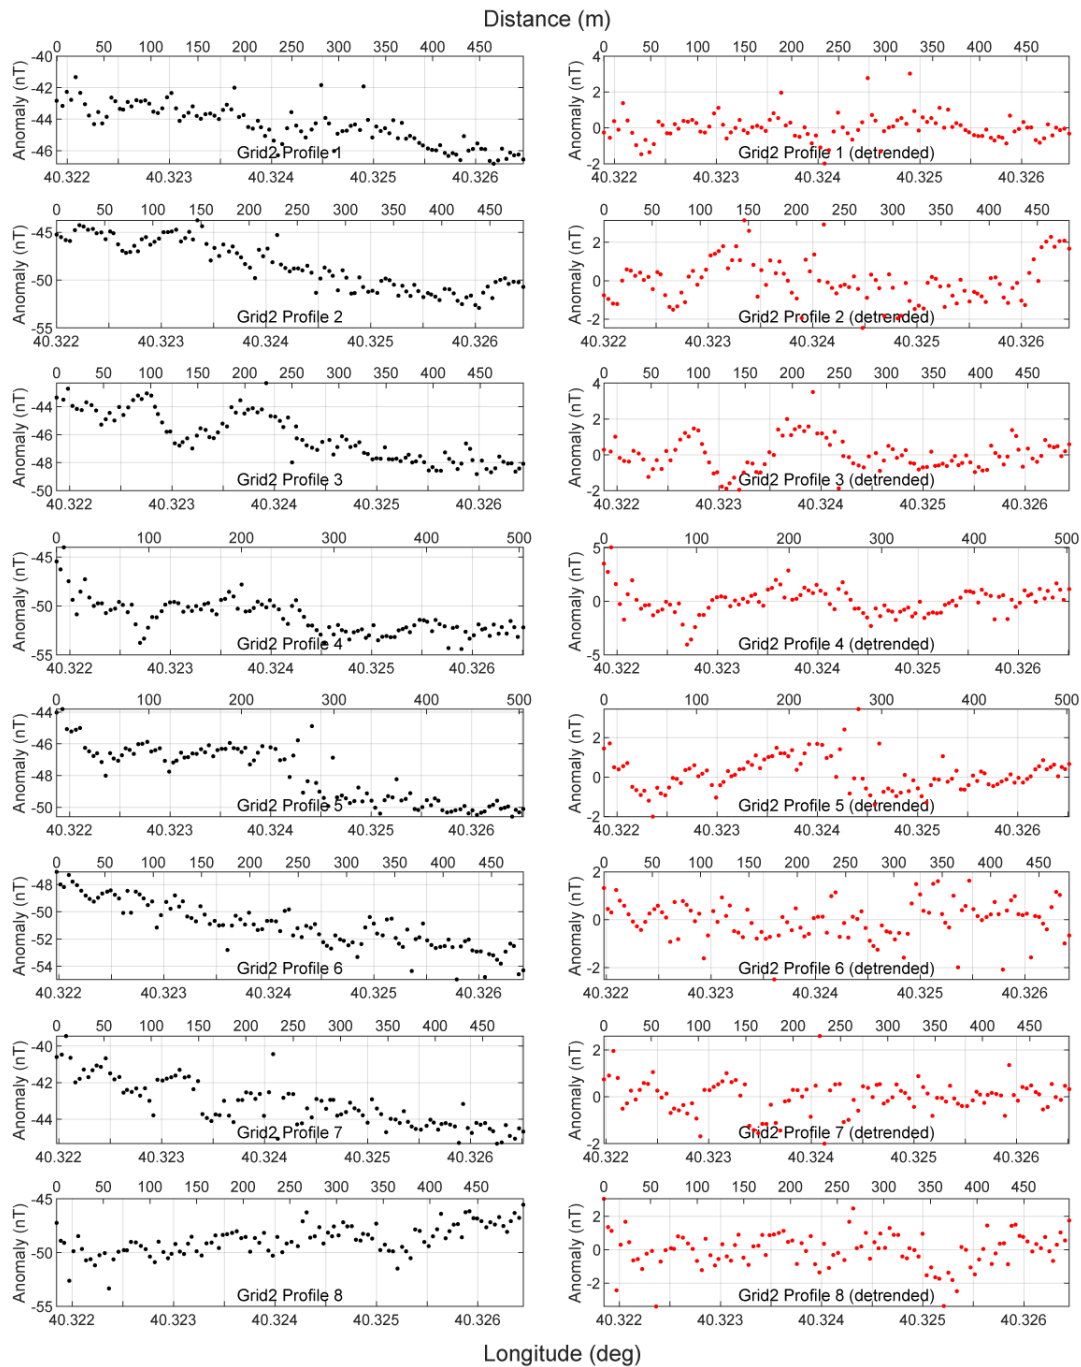 Distance (m)
0 50 100 150 200 250 300 350 400 450
0 50 100 150 200 250 300 350 400 450
Anomaly (nT)
-40
-42
-44
-46
Grid2 Profile 1
40.322 40.323 40.324 40.325 40.326
Anomaly (nT)
4
2
0
-2
Grid2 Profile 1 (detrended)
40.322 40.323 40.324 40.325 40.326
0 50 100 150 200 250 300 350 400 450
0 50 100 150 200 250 300 350 400 450
Anomaly (nT)
-45
-50
-55
Grid2 Profile 2
40.322 40.323 40.324 40.325 40.326
Anomaly (nT)
2
0
-2
Grid2 Profile 2 (detrended)
40.322 40.323 40.324 40.325 40.326
0 50 100 150 200 250 300 350 400 450
0 50 100 150 200 250 300 350 400 450
Anomaly (nT)
-44
-46
-48
-50
Grid2 Profile 3
40.322 40.323 40.324 40.325 40.326
Anomaly (nT)
4
2
0
-2
Grid2 Profile 3 (detrended)
40.322 40.323 40.324 40.325 40.326
0 100 200 300 400 500
0 100 200 300 400 500
Anomaly (nT)
-45
-50
-55
Grid2 Profile 4
40.322 40.323 40.324 40.325 40.326
Anomaly (nT)
5
0
-5
Grid2 Profile 4 (detrended)
40.322 40.323 40.324 40.325 40.326
0 100 200 300 400 500
0 100 200 300 400 500
Anomaly (nT)
-44
-46
-48
-50
Grid2 Profile 5
40.322 40.323 40.324 40.325 40.326
Anomaly (nT)
2
0
-2
Grid2 Profile 5 (detrended)
40.322 40.323 40.324 40.325 40.326
0 50 100 150 200 250 300 350 400 450
0 50 100 150 200 250 300 350 400 450
Anomaly (nT)
-48
-50
-52
-54
Grid2 Profile 6
40.322 40.323 40.324 40.325 40.326
Anomaly (nT)
2
0
-2
Grid2 Profile 6 (detrended)
40.322 40.323 40.324 40.325 40.326
0 50 100 150 200 250 300 350 400 450
0 50 100 150 200 250 300 350 400 450
Anomaly (nT)
-40
-42
-44
Grid2 Profile 7
40.322 40.323 40.324 40.325 40.326
Anomaly (nT)
2
0
-2
Grid2 Profile 7 (detrended)
40.322 40.323 40.324 40.325 40.326
0 50 100 150 200 250 300 350 400 450
0 50 100 150 200 250 300 350 400 450
Anomaly (nT)
-45
-50
-55
Grid2 Profile 8
40.322 40.323 40.324 40.325 40.326
Anomaly (nT)
2
0
-2
Grid2 Profile 8 (detrended)
40.322 40.323 40.324 40.325 40.326
Longitude (deg)